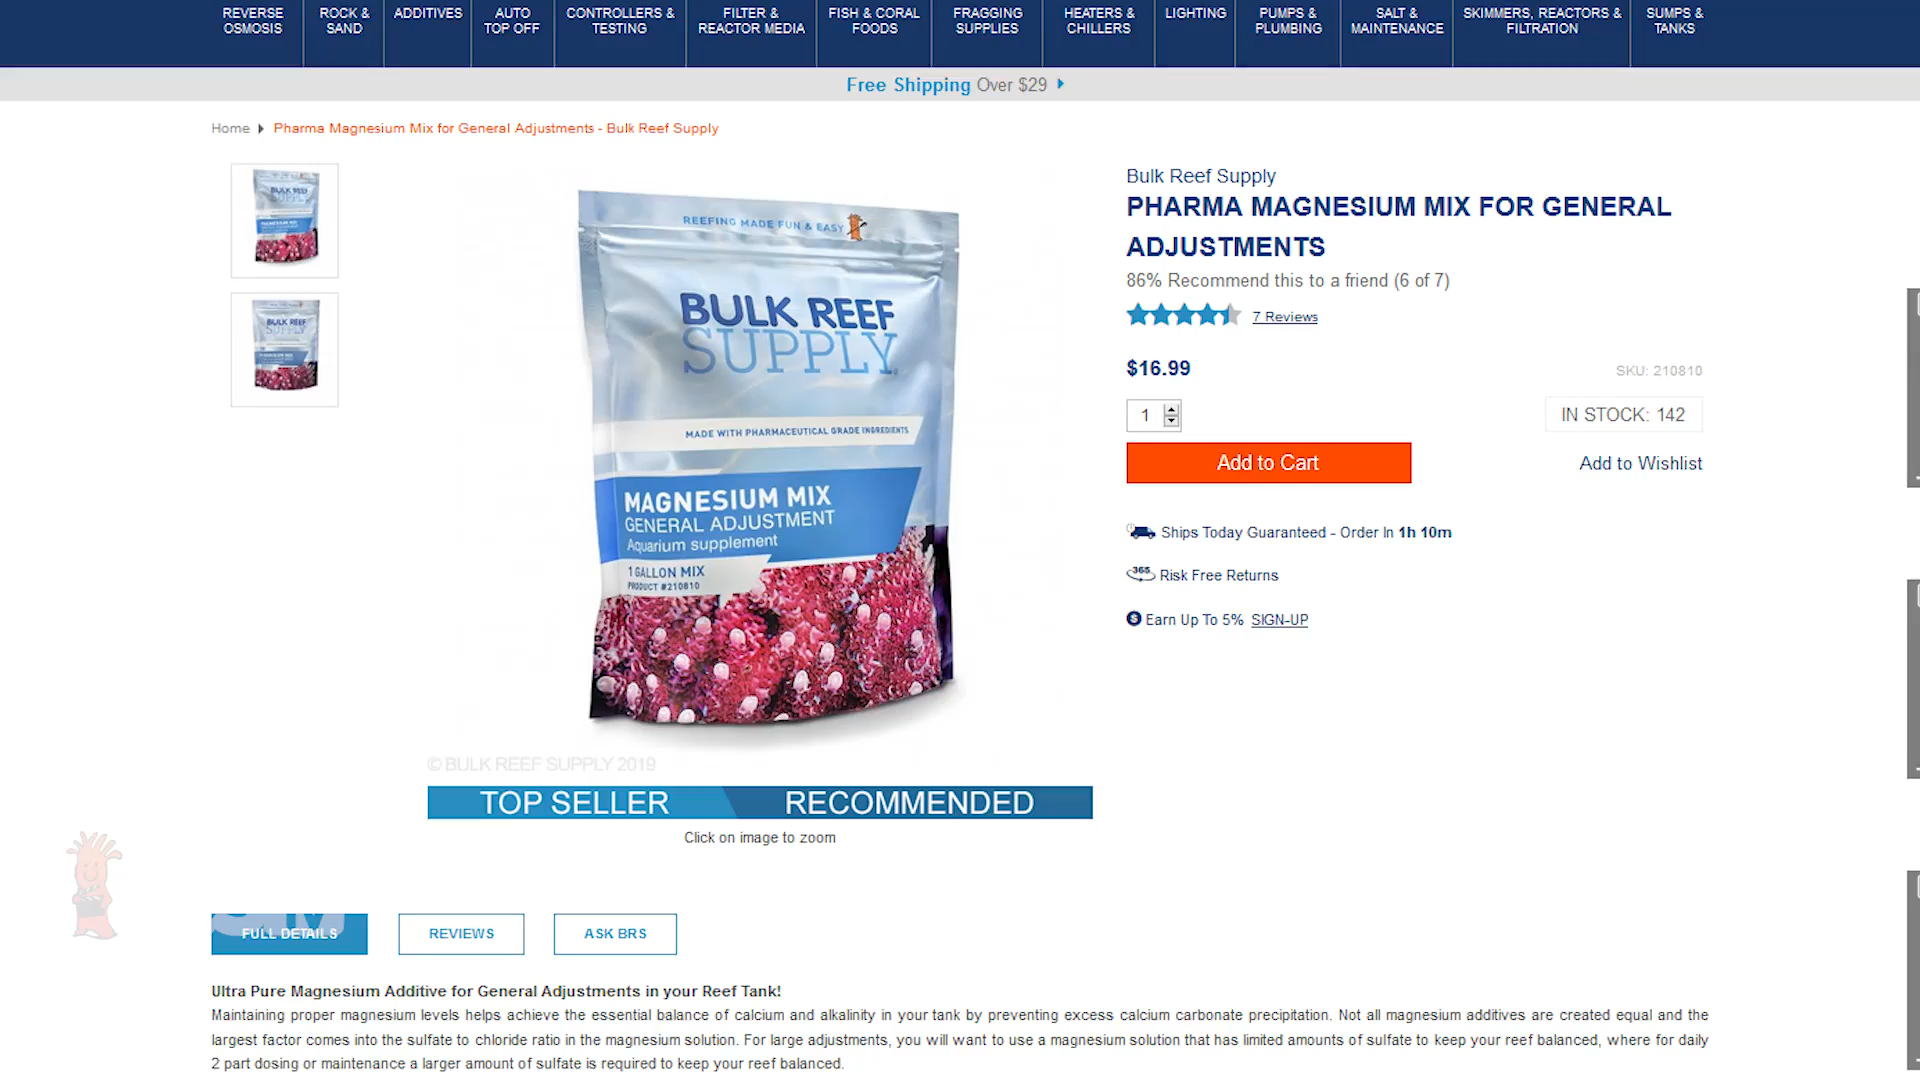 REVERSE OSMOSIS
ROCK & SAND
ADDITIVES
AUTO TOP OFF
CONTROLLERS & TESTING
FILTER & REACTOR MEDIA
FISH & CORAL FOODS
FRAGGING SUPPLIES
HEATERS & CHILLERS
LIGHTING
PUMPS & PLUMBING
SALT & MAINTENANCE
SKIMMERS, REACTORS & FILTRATION
SUMPS & TANKS
Free Shipping Over $29
Home Pharma Magnesium Mix for General Adjustments - Bulk Reef Supply
REEFING MADE FUN & EASY
BULK REEF
SUPPLY
MADE WITH PHARMACEUTICAL GRADE INGREDIENTS
MAGNESIUM MIX
GENERAL ADJUSTMENT
Aquarium supplement
1 GALLON MIX
PRODUCT #210810
© BULK REEF SUPPLY 2019
TOP SELLER RECOMMENDED
Click on image to zoom
Bulk Reef Supply
PHARMA MAGNESIUM MIX FOR GENERAL
ADJUSTMENTS
86% Recommend this to a friend (6 of 7)
7 Reviews
$16.99
SKU: 210810
1
IN STOCK: 142
Add to Cart
Add to Wishlist
Ships Today Guaranteed - Order In 1h 10m
365 Risk Free Returns
$ Earn Up To 5% SIGN-UP
FULL DETAILS
REVIEWS
ASK BRS
Ultra Pure Magnesium Additive for General Adjustments in your Reef Tank!
Maintaining proper magnesium levels helps achieve the essential balance of calcium and alkalinity in your tank by preventing excess calcium carbonate precipitation. Not all magnesium additives are created equal and the
largest factor comes into the sulfate to chloride ratio in the magnesium solution. For large adjustments, you will want to use a magnesium solution that has limited amounts of sulfate to keep your reef balanced, where for daily
2 part dosing or maintenance a larger amount of sulfate is required to keep your reef balanced.